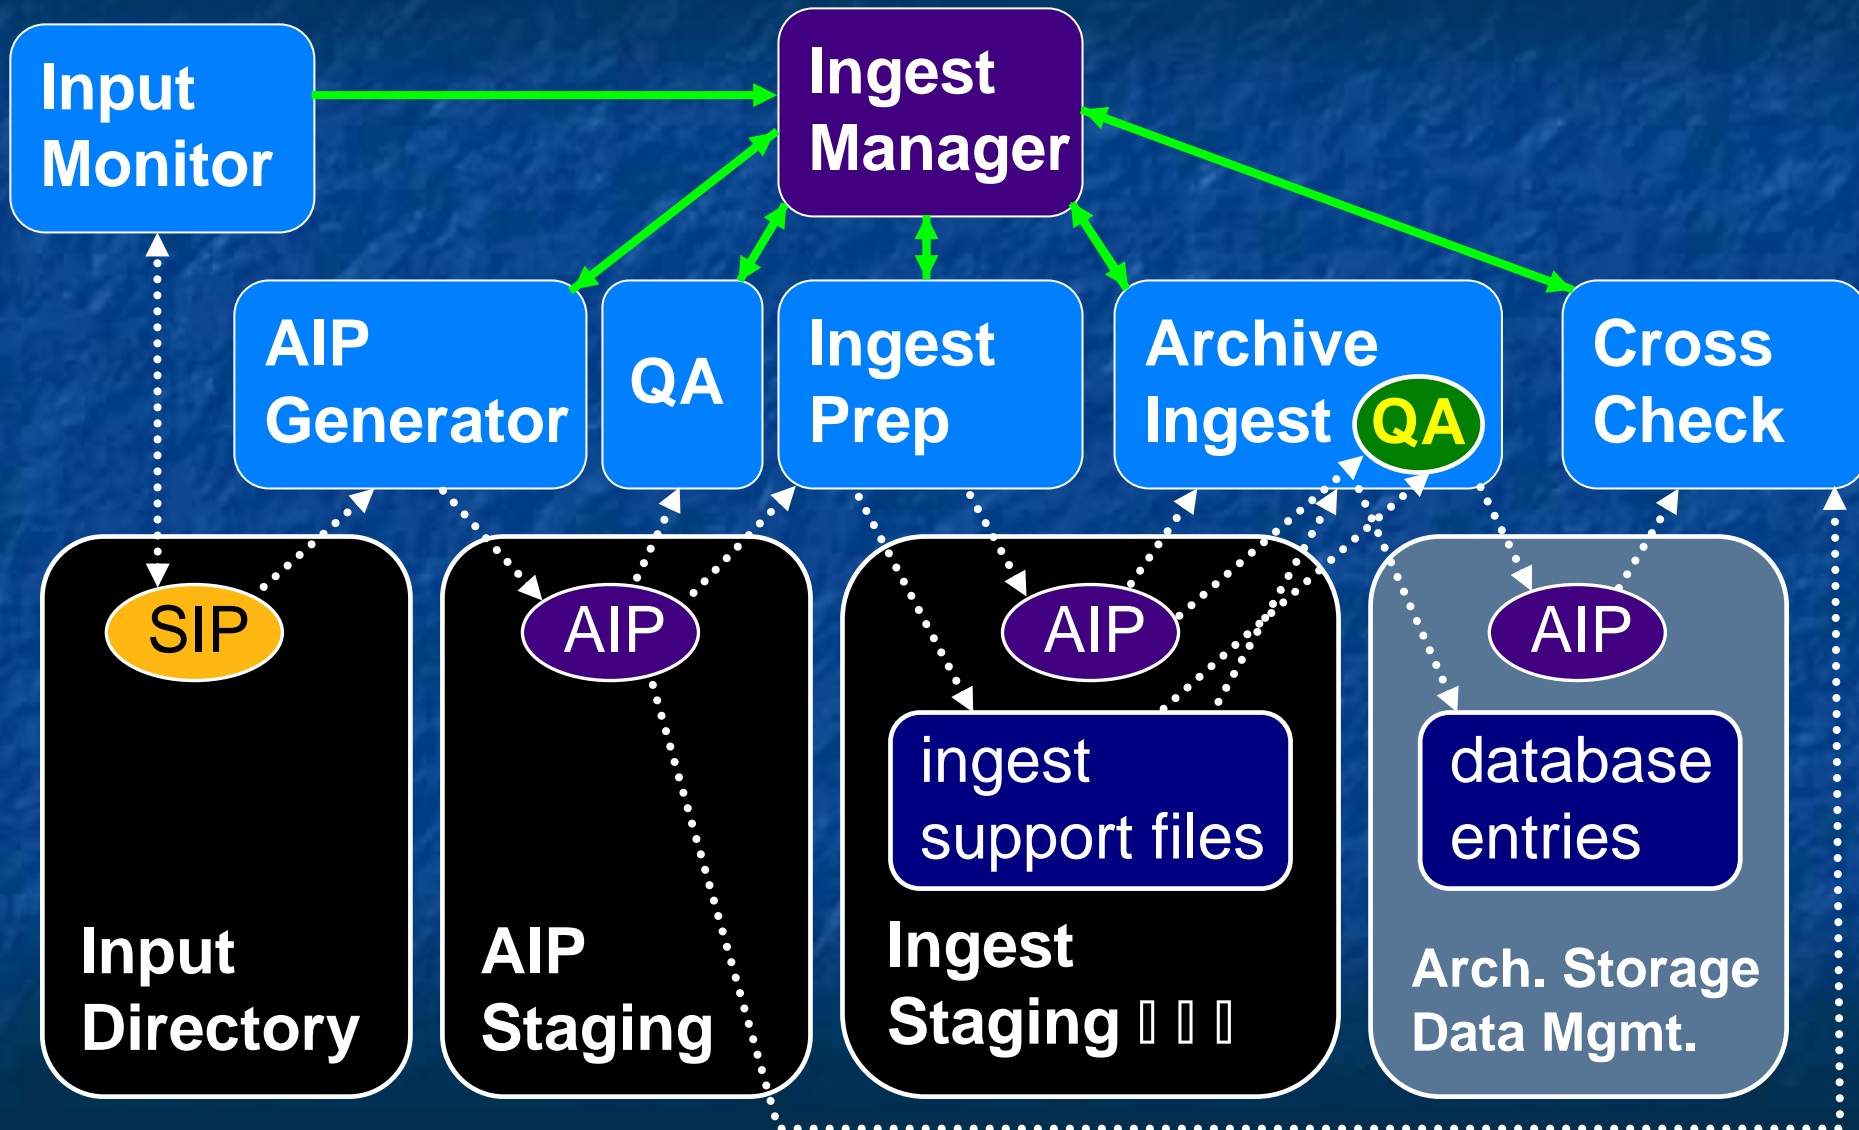 Input
Monitor
Ingest
Manager
AIP
Generator
QA
Ingest
Prep
Archive
Ingest
QA
Cross
Check
SIP
AIP
AIP
AIP
ingest
support files
database
entries
Input
Directory
AIP
Staging
Ingest
Staging
Arch. Storage
Data Mgmt.